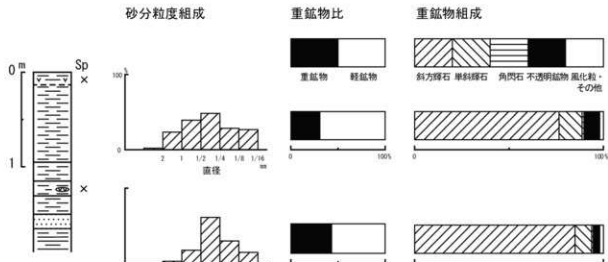 砂分粒度組成 重鉱物比 重鉱物組成
0 m Sp
×
100%
重鉱物 軽鉱物
斜方輝石 単斜輝石 角閃石 不透明鉱物 風化粒・その他
0
2 1 1/2 1/4 1/8 1/16 mm
直径
0 100%
0 100%
1
×